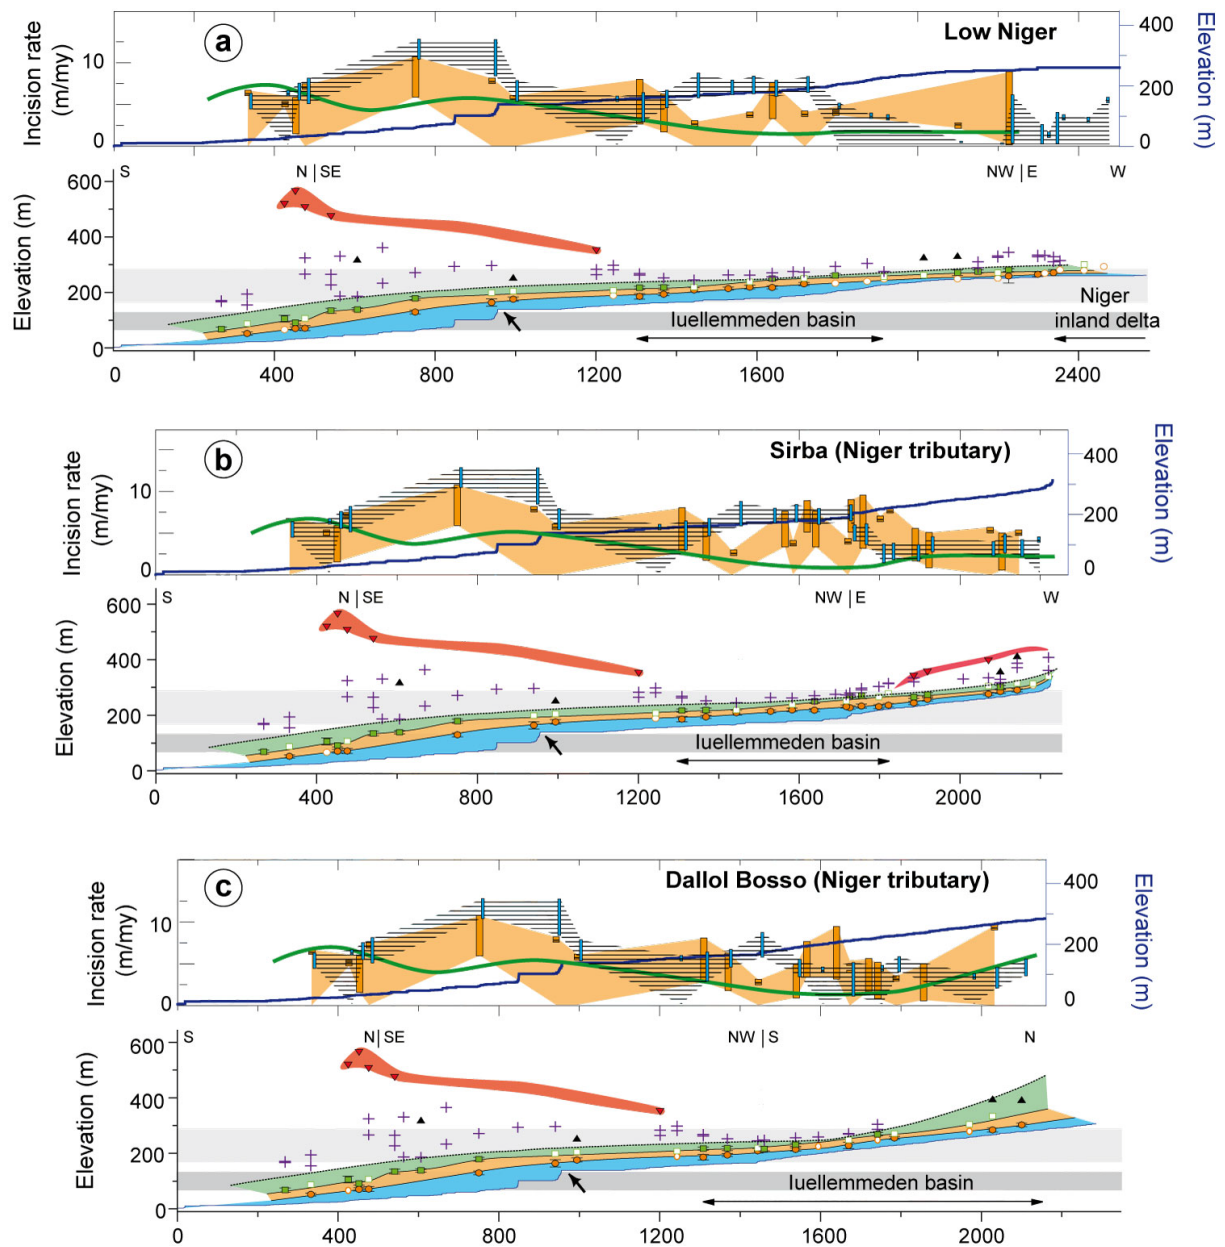 a
Low Niger
Incision rate
(m/my)
10
0
400
200
0
Elevation (m)
S
N
SE
NW
E
W
Elevation (m)
600
400
200
0
Niger
Iuellemmeden basin
inland delta
0
400
800
1200
1600
2000
2400
b
Sirba (Niger tributary)
Incision rate
(m/my)
10
0
400
200
0
Elevation (m)
S
N
SE
NW
E
W
Elevation (m)
600
400
200
0
Iuellemmeden basin
0
400
800
1200
1600
2000
c
Dallol Bosso (Niger tributary)
Incision rate
(m/my)
10
0
400
200
0
Elevation (m)
S
N
SE
NW
S
N
Elevation (m)
600
400
200
0
Iuellemmeden basin
0
400
800
1200
1600
2000